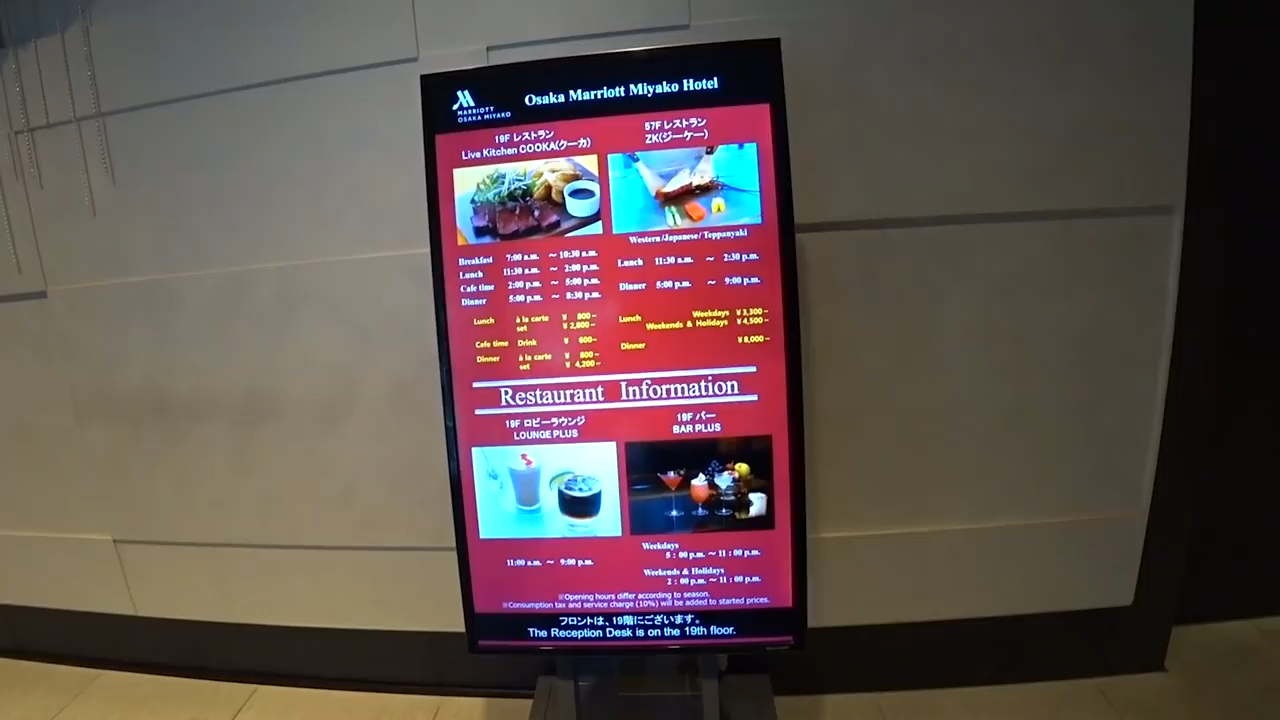 MARRIOTT
OSAKA MIYAKO
Osaka Marriott Miyako Hotel
19F レストラン
Live Kitchen COOKA(クーカ)
57F レストラン
ZK(ジーケー)
Western/Japanese/Teppanyaki
Breakfast 7:00 a.m. ~ 10:30 a.m.
Lunch 11:30 a.m. ~ 2:00 p.m.
Cafe time 2:00 p.m. ~ 5:00 p.m.
Dinner 5:00 p.m. ~ 8:30 p.m.
Lunch 11:30 a.m. ~ 2:30 p.m.
Dinner 5:00 p.m. ~ 9:00 p.m.
Lunch à la carte ¥ 800~
set ¥ 2,800~
Cafe time Drink ¥ 600~
Dinner à la carte ¥ 800~
set ¥ 4,200~
Lunch Weekdays ¥3,300~
Weekends & Holidays ¥4,500~
Dinner ¥8,000~
Restaurant Information
19F ロビーラウンジ
LOUNGE PLUS
19F バー
BAR PLUS
11:00 a.m. ~ 9:00 p.m.
Weekdays
5:00 p.m. ~ 11:00 p.m.
Weekends & Holidays
2:00 p.m. ~ 11:00 p.m.
※Opening hours differ according to season.
※Consumption tax and service charge (10%) will be added to started prices.
フロントは、19階にございます。
The Reception Desk is on the 19th floor.